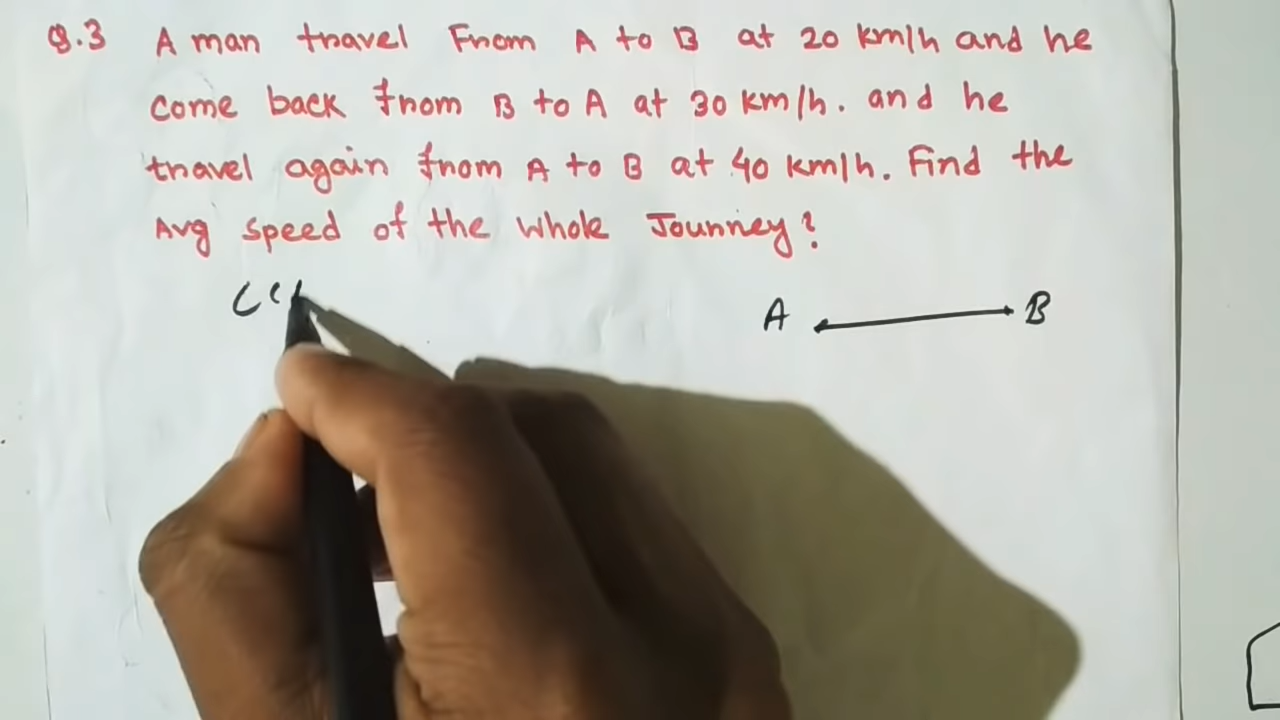 Q.3 A man travel From A to B at 20 km/h and he
come back from B to A at 30 km/h. and he
travel again from A to B at 40 km/h. Find the
Avg speed of the whole Journey?
A B